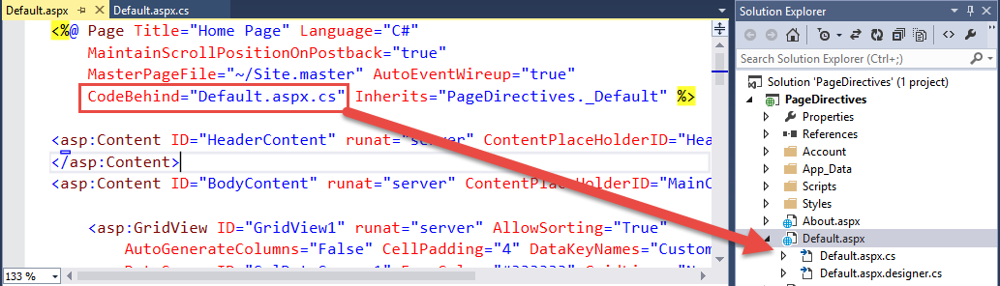 Default.aspx Default.aspx.cs
<%@ Page Title="Home Page" Language="C#"
MaintainScrollPositionOnPostback="true"
MasterPageFile="~/Site.master" AutoEventWireup="true"
CodeBehind="Default.aspx.cs" Inherits="PageDirectives._Default" %>
<asp:Content ID="HeaderContent" runat="server" ContentPlaceHolderID="Hea
</asp:Content>
<asp:Content ID="BodyContent" runat="server" ContentPlaceHolderID="MainC
<asp:GridView ID="GridView1" runat="server" AllowSorting="True"
AutoGenerateColumns="False" CellPadding="4" DataKeyNames="Custom
133 %
Solution Explorer
Search Solution Explorer (Ctrl+;)
Solution 'PageDirectives' (1 project)
PageDirectives
Properties
References
Account
App_Data
Scripts
Styles
About.aspx
Default.aspx
Default.aspx.cs
Default.aspx.designer.cs